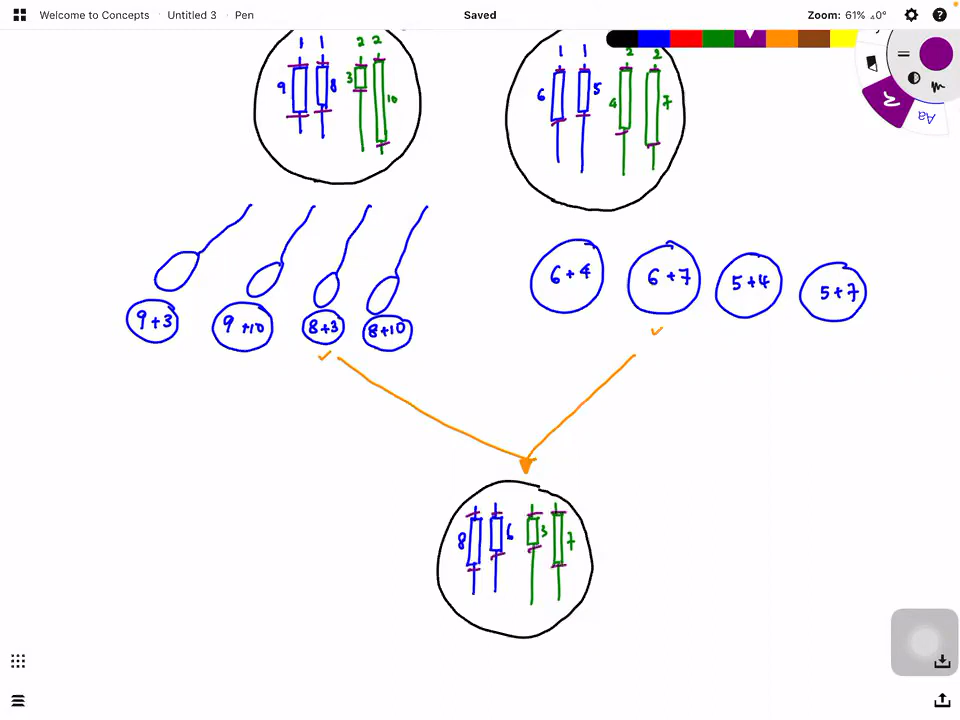 Welcome to Concepts Untitled 3 Pen Saved Zoom: 61% ⊿0° ?
1 1 2 2
9 8 3 10
1 1 2 2
6 5 4 7
Aa
9+3 9+10 8+3 8+10
6+4 6+7 5+4 5+7
8 6 3 7